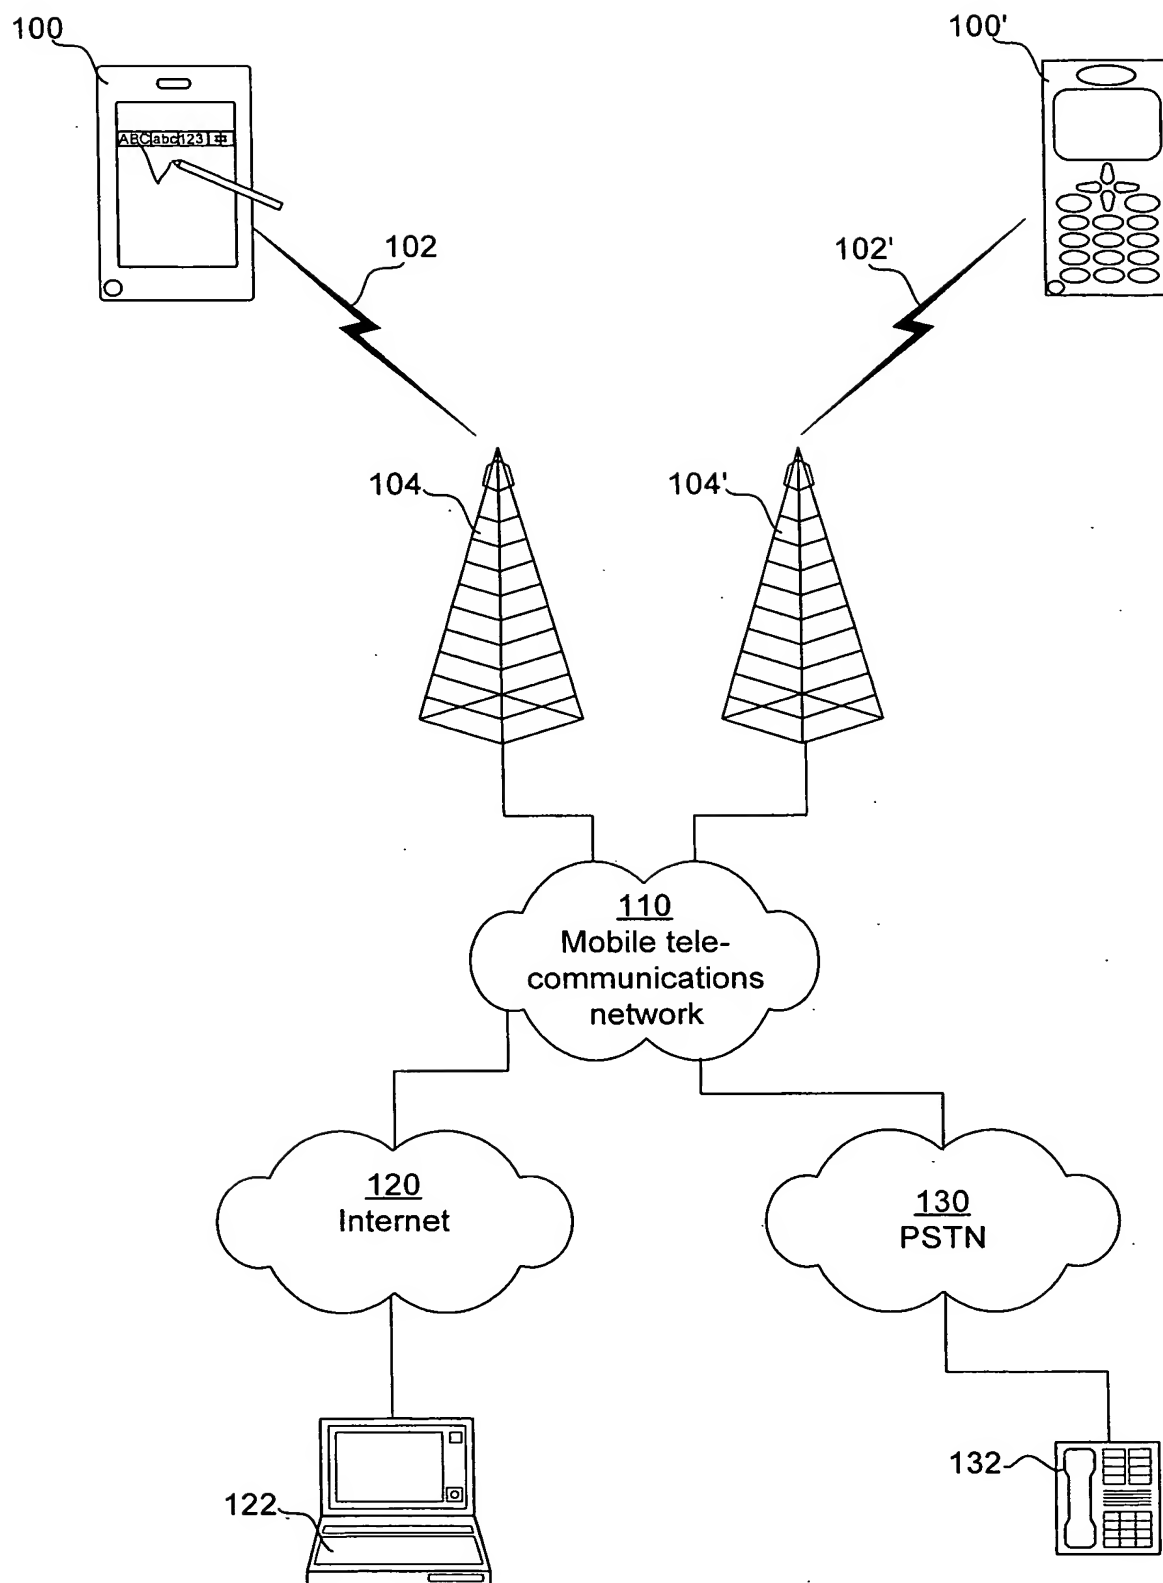 100
100'
ABC abc 123 中
102
102'
104
104'
110
Mobile tele-
communications
network
120
Internet
130
PSTN
132
122